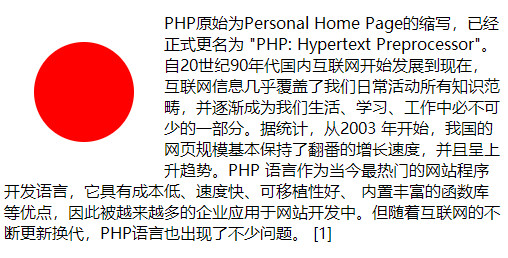 PHP原始为Personal Home Page的缩写，已经
正式更名为 "PHP: Hypertext Preprocessor"。
自20世纪90年代国内互联网开始发展到现在，
互联网信息几乎覆盖了我们日常活动所有知识范
畴，并逐渐成为我们生活、学习、工作中必不可
少的一部分。据统计，从2003 年开始，我国的
网页规模基本保持了翻番的增长速度，并且呈上
升趋势。PHP 语言作为当今最热门的网站程序
开发语言，它具有成本低、速度快、可移植性好、 内置丰富的函数库
等优点，因此被越来越多的企业应用于网站开发中。但随着互联网的不
断更新换代，PHP语言也出现了不少问题。 [1]